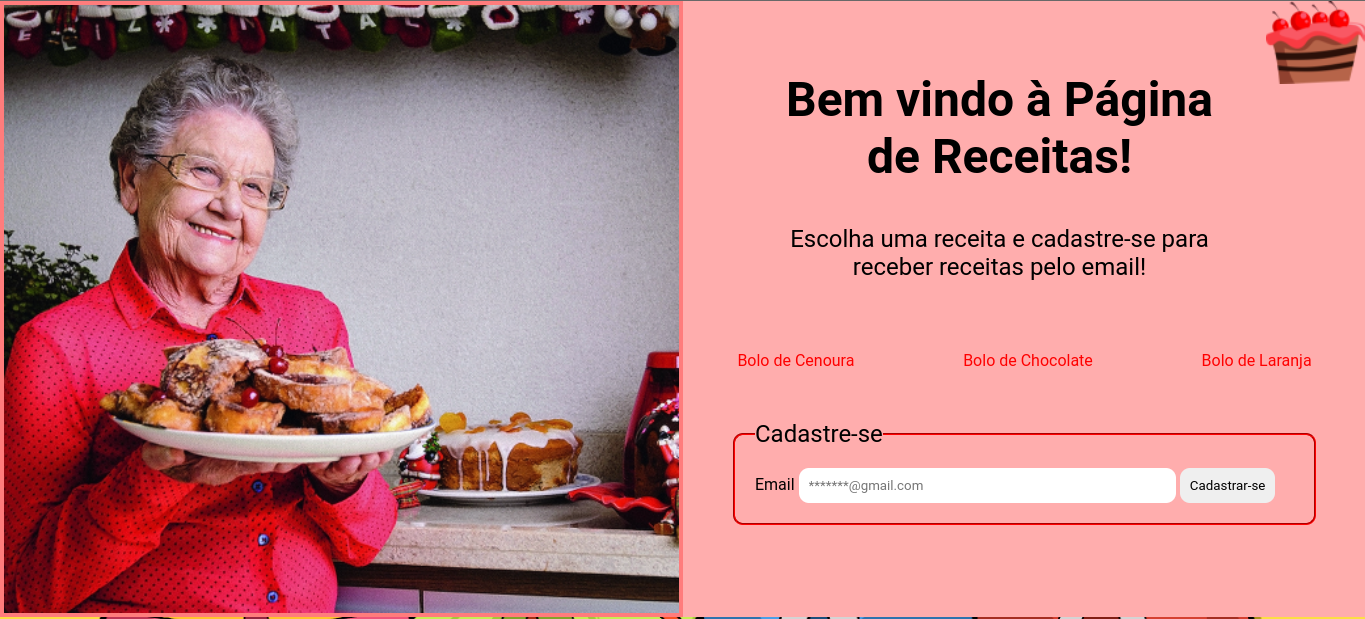 ELIZABATALO
Bem vindo à Página
de Receitas!
Escolha uma receita e cadastre-se para
receber receitas pelo email!
Bolo de Cenoura
Bolo de Chocolate
Bolo de Laranja
Cadastre-se
Email *******@gmail.com Cadastrar-se